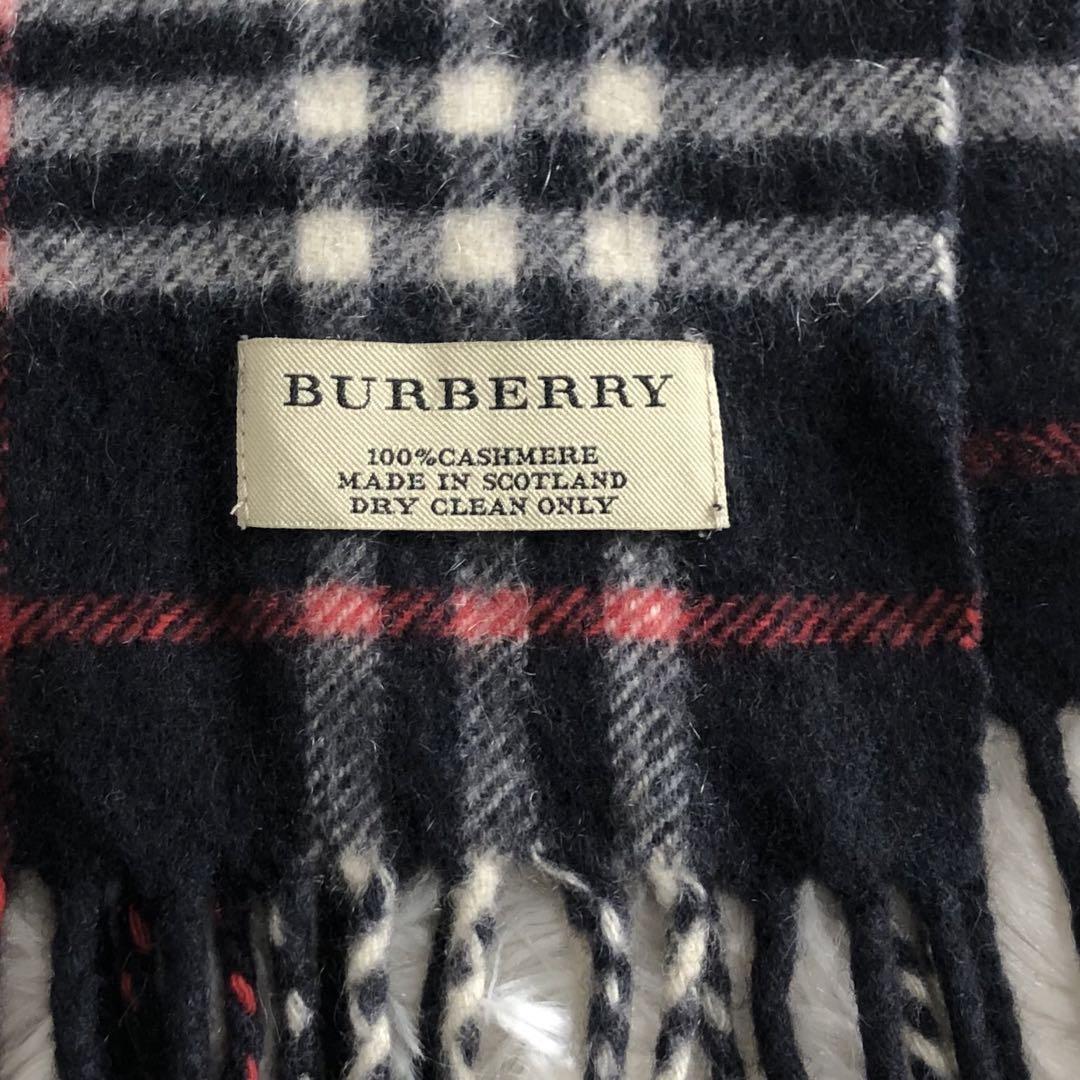 BURBERRY
100%CASHMERE
MADE IN SCOTLAND
DRY CLEAN ONLY